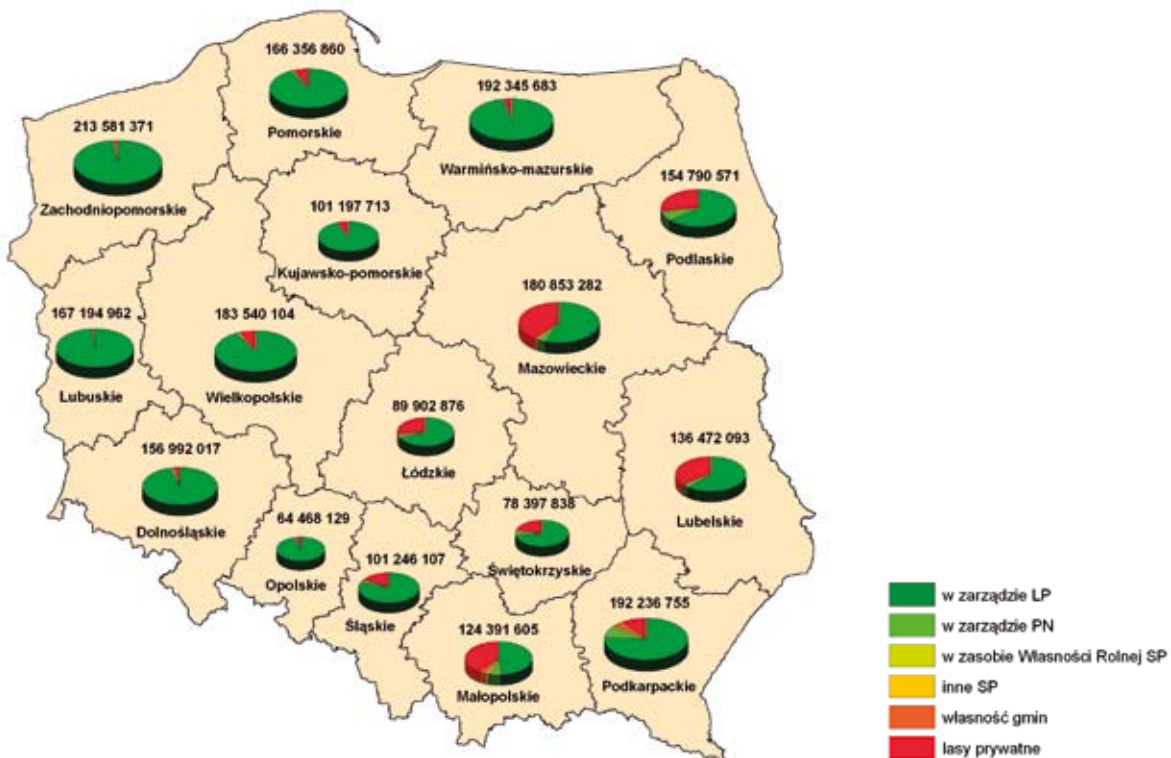 166 356 860
Pomorskie
192 345 683
Warmińsko-mazurskie
213 581 371
Zachodniopomorskie
101 197 713
Kujawsko-pomorskie
154 790 571
Podlaskie
180 853 282
Mazowieckie
167 194 962
Lubuskie
183 540 104
Wielkopolskie
89 902 876
Łódzkie
136 472 093
Lubelskie
156 992 017
Dolnośląskie
64 468 129
Opolskie
101 246 107
Śląskie
78 397 838
Świętokrzyskie
124 391 605
Małopolskie
192 236 755
Podkarpackie
w zarządzie LP
w zarządzie PN
w zasobie Własności Rolnej SP
inne SP
własność gmin
lasy prywatne